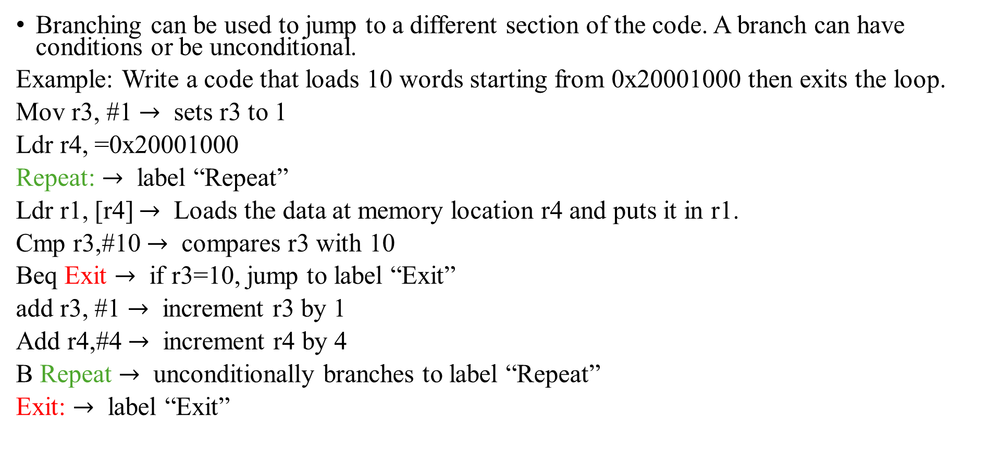 • Branching can be used to jump to a different section of the code. A branch can have
conditions or be unconditional.
Example: Write a code that loads 10 words starting from 0x20001000 then exits the loop.
Mov r3, #1 → sets r3 to 1
Ldr r4, =0x20001000
Repeat: → label “Repeat”
Ldr r1, [r4] → Loads the data at memory location r4 and puts it in r1.
Cmp r3,#10 → compares r3 with 10
Beq Exit → if r3=10, jump to label “Exit”
add r3, #1 → increment r3 by 1
Add r4,#4 → increment r4 by 4
B Repeat → unconditionally branches to label “Repeat”
Exit: → label “Exit”